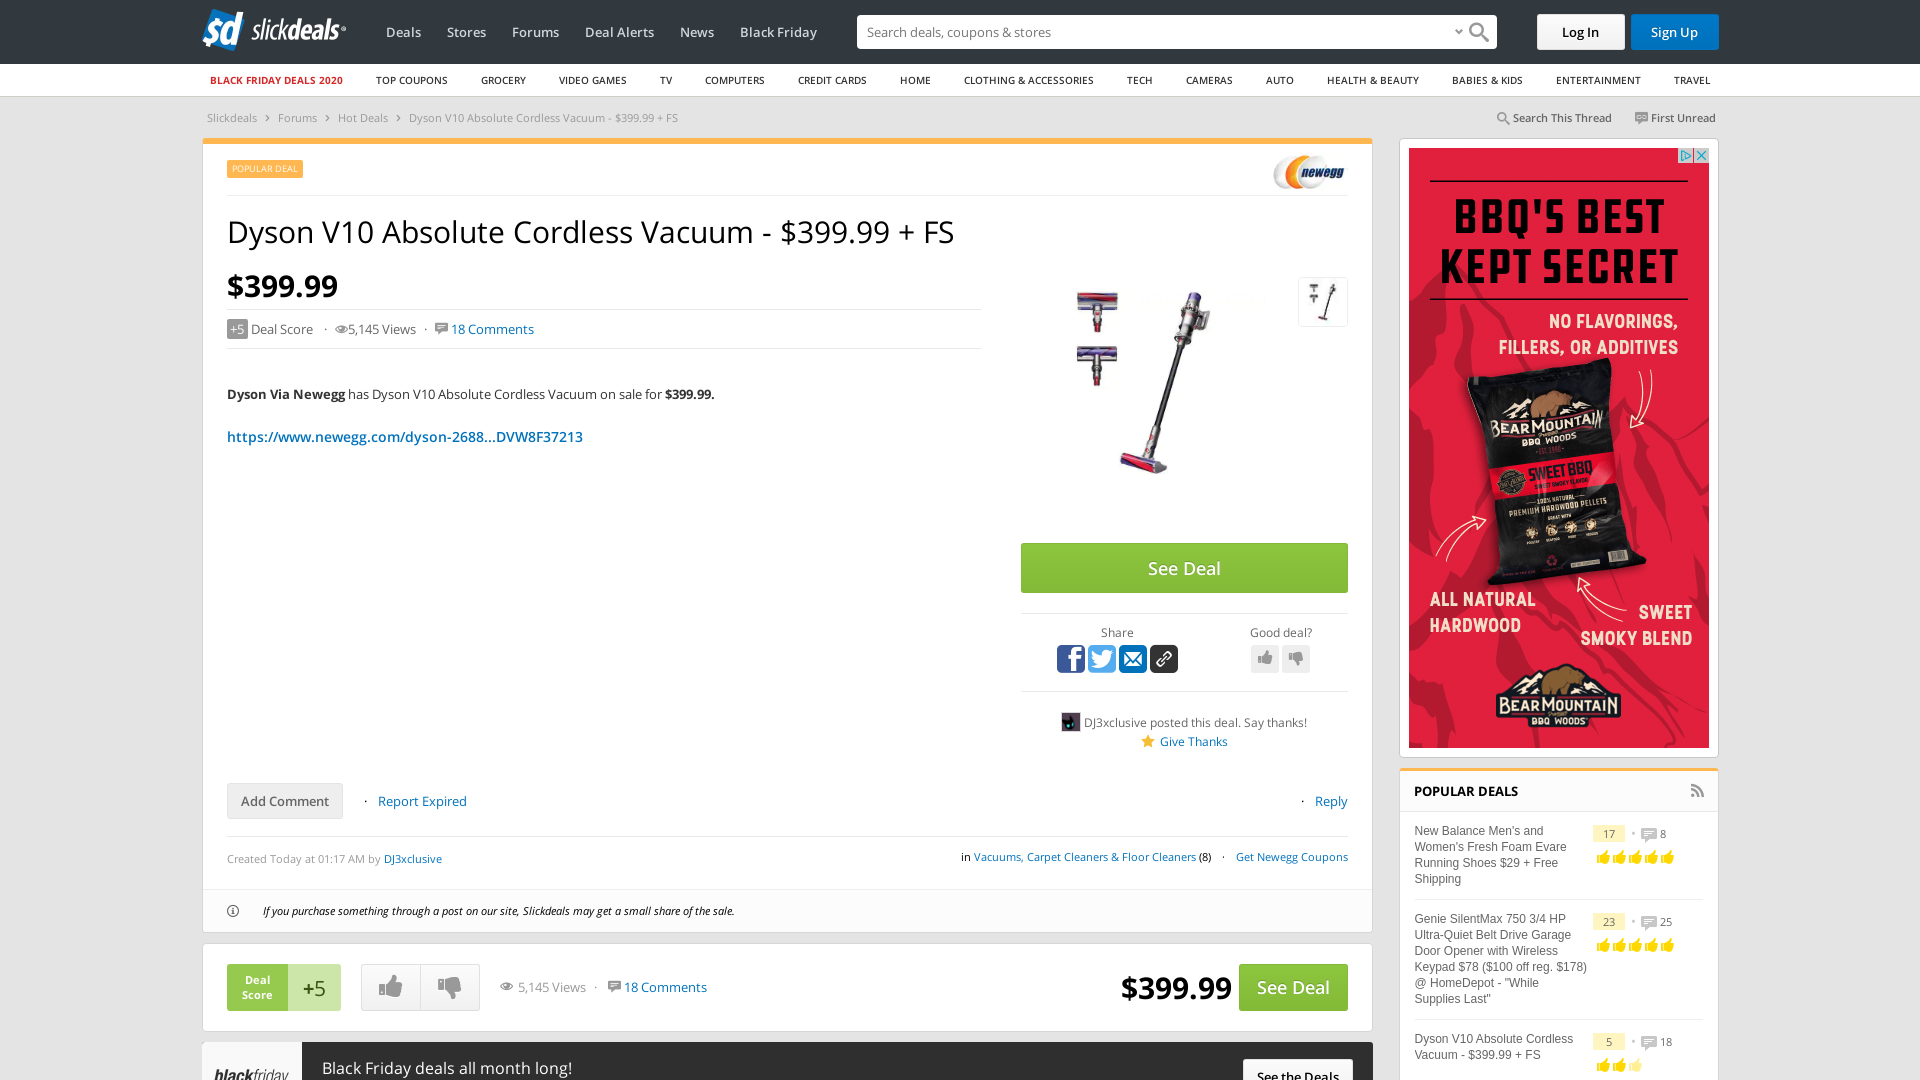 slickdeals
Deals
Stores
Forums
Deal Alerts
News
Black Friday
Search deals, coupons & stores
Log In
Sign Up
BLACK FRIDAY DEALS 2020
TOP COUPONS
GROCERY
VIDEO GAMES
TV
COMPUTERS
CREDIT CARDS
HOME
CLOTHING & ACCESSORIES
TECH
CAMERAS
AUTO
HEALTH & BEAUTY
BABIES & KIDS
ENTERTAINMENT
TRAVEL
Slickdeals > Forums > Hot Deals > Dyson V10 Absolute Cordless Vacuum - $399.99 + FS
Search This Thread
First Unread
POPULAR DEAL
newegg
Dyson V10 Absolute Cordless Vacuum - $399.99 + FS
$399.99
+5 Deal Score · 5,145 Views · 18 Comments
Dyson Via Newegg has Dyson V10 Absolute Cordless Vacuum on sale for $399.99.
https://www.newegg.com/dyson-2688...DVW8F37213
See Deal
Share
Good deal?
DJ3xclusive posted this deal. Say thanks!
Give Thanks
Add Comment
· Report Expired
· Reply
Created Today at 01:17 AM by DJ3xclusive
in Vacuums, Carpet Cleaners & Floor Cleaners (8) · Get Newegg Coupons
If you purchase something through a post on our site, Slickdeals may get a small share of the sale.
Deal
Score
+5
5,145 Views · 18 Comments
$399.99
See Deal
blackfriday
Black Friday deals all month long!
See the Deals
BBQ'S BEST
KEPT SECRET
NO FLAVORINGS,
FILLERS, OR ADDITIVES
BEAR MOUNTAIN
BBQ WOODS
SWEET BBQ
100% NATURAL
PREMIUM HARDWOOD PELLETS
ALL NATURAL
HARDWOOD
SWEET
SMOKY BLEND
BEAR MOUNTAIN
BBQ WOODS
POPULAR DEALS
New Balance Men's and
Women's Fresh Foam Evare
Running Shoes $29 + Free
Shipping
17 · 8
Genie SilentMax 750 3/4 HP
Ultra-Quiet Belt Drive Garage
Door Opener with Wireless
Keypad $78 ($100 off reg. $178)
@ HomeDepot - "While
Supplies Last"
23 · 25
Dyson V10 Absolute Cordless
Vacuum - $399.99 + FS
5 · 18